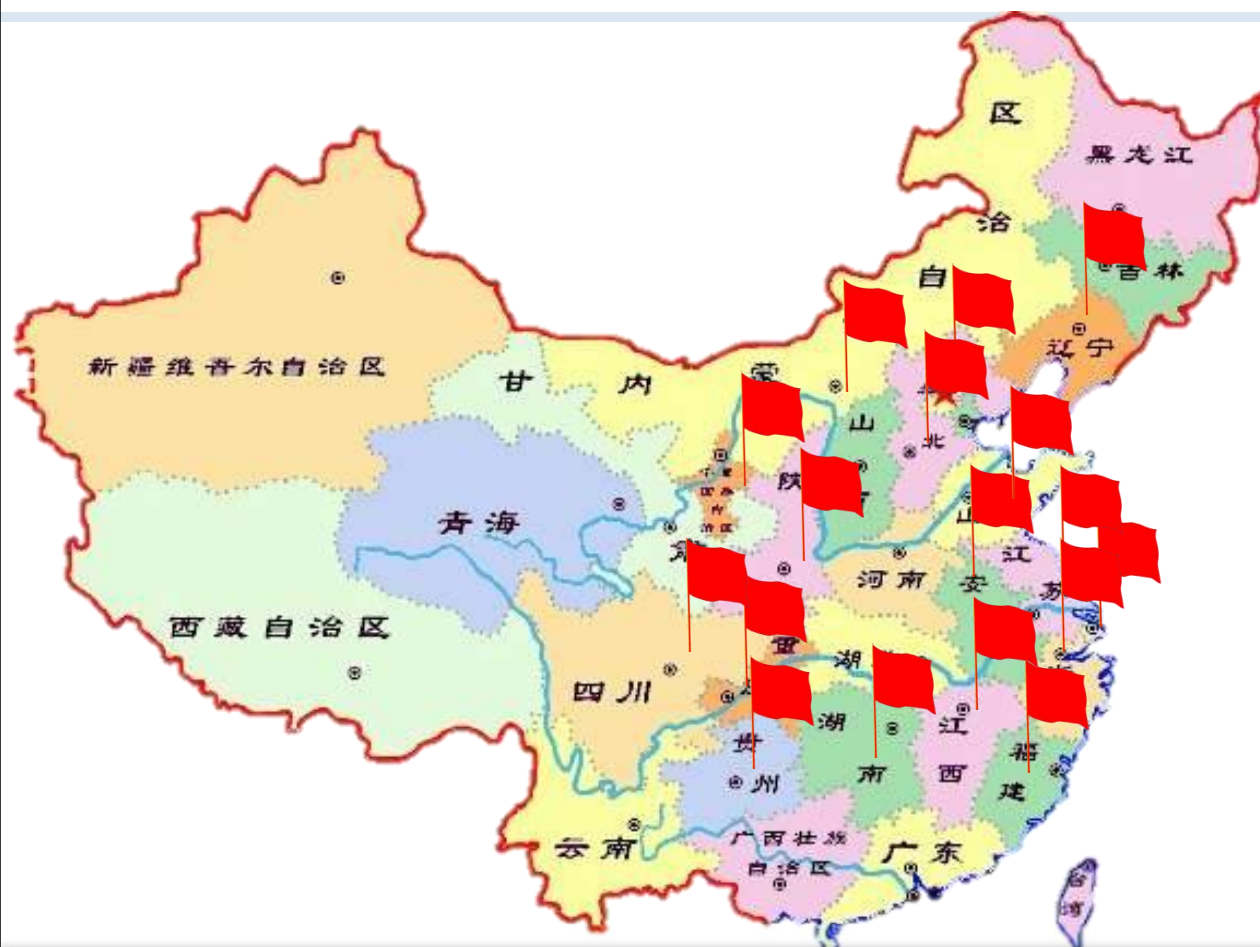 区
黑龙江
治
自
吉林
辽宁
新疆维吾尔自治区
甘
内
蒙
山
北
陕
青海
山
河南
江
苏
安
西藏自治区
湖
四川
湖
南
江
西
贵
州
福
建
云南
广西壮族
自治区
广东
台
湾